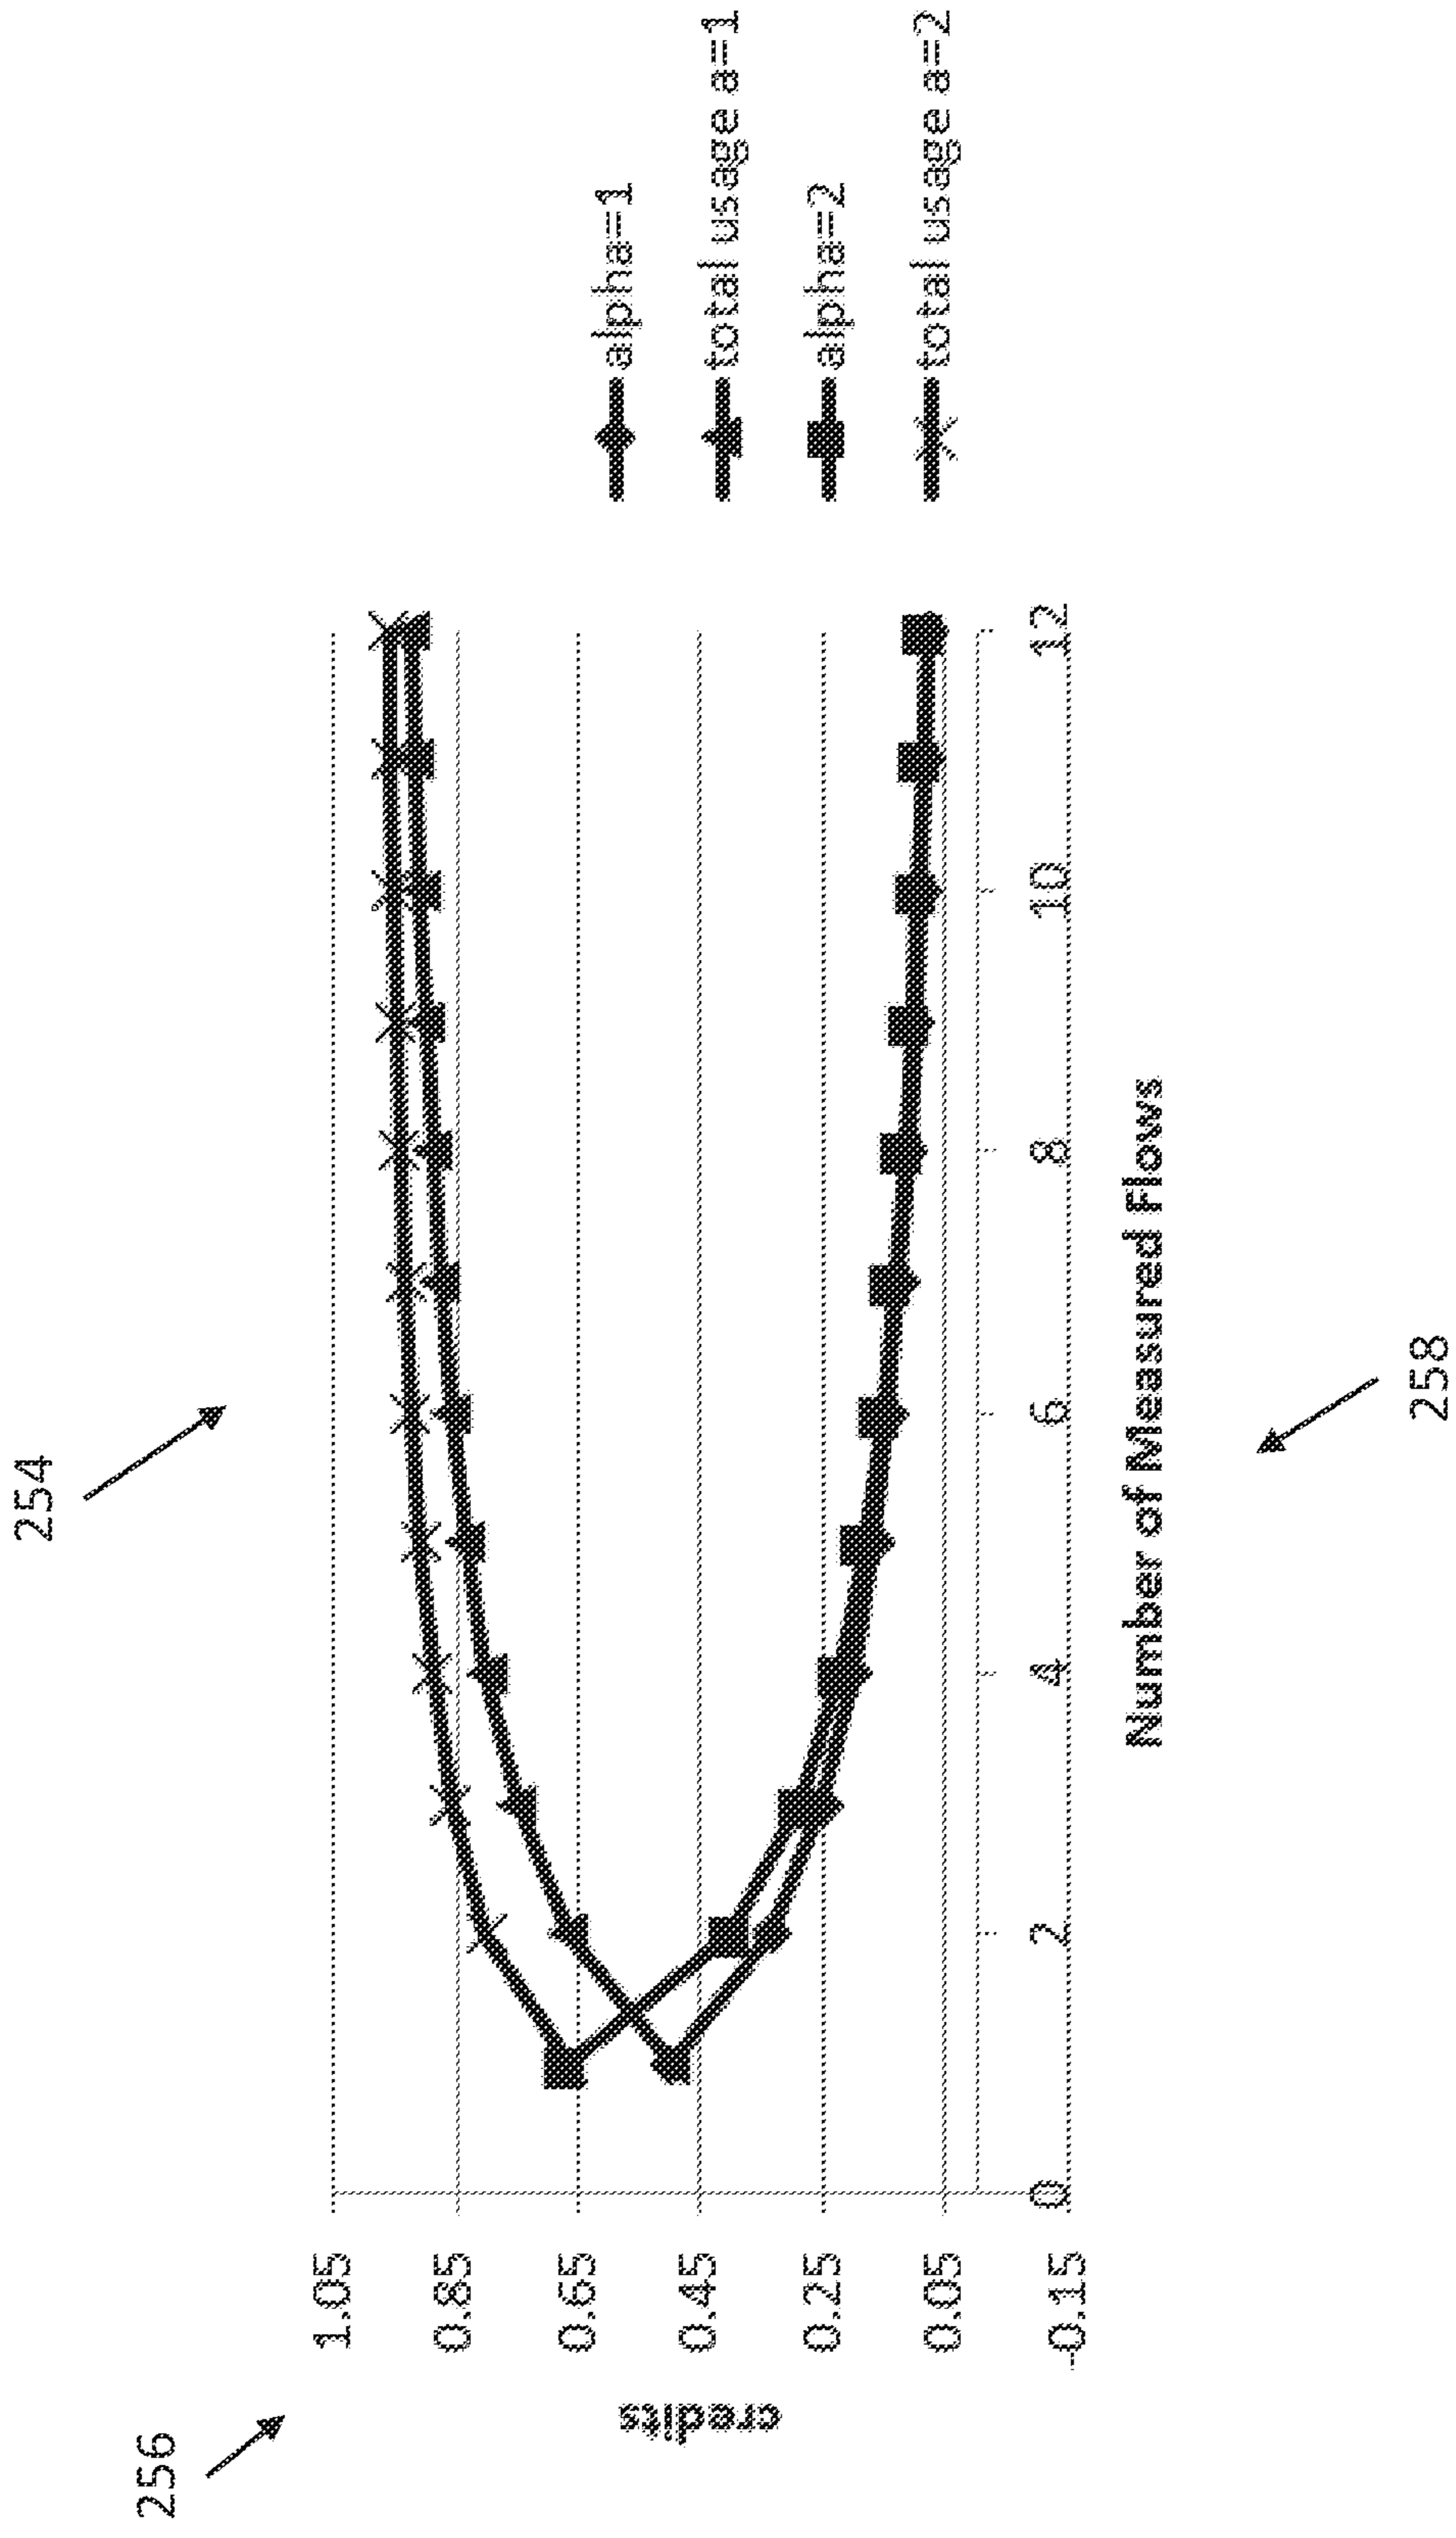 254
256
credits
1.05
0.85
0.65
0.45
0.25
0.05
-0.15
0
2
4
6
8
10
12
Number of Measured Flows
258
alpha=1
total usage a=1
alpha=2
total usage a=2